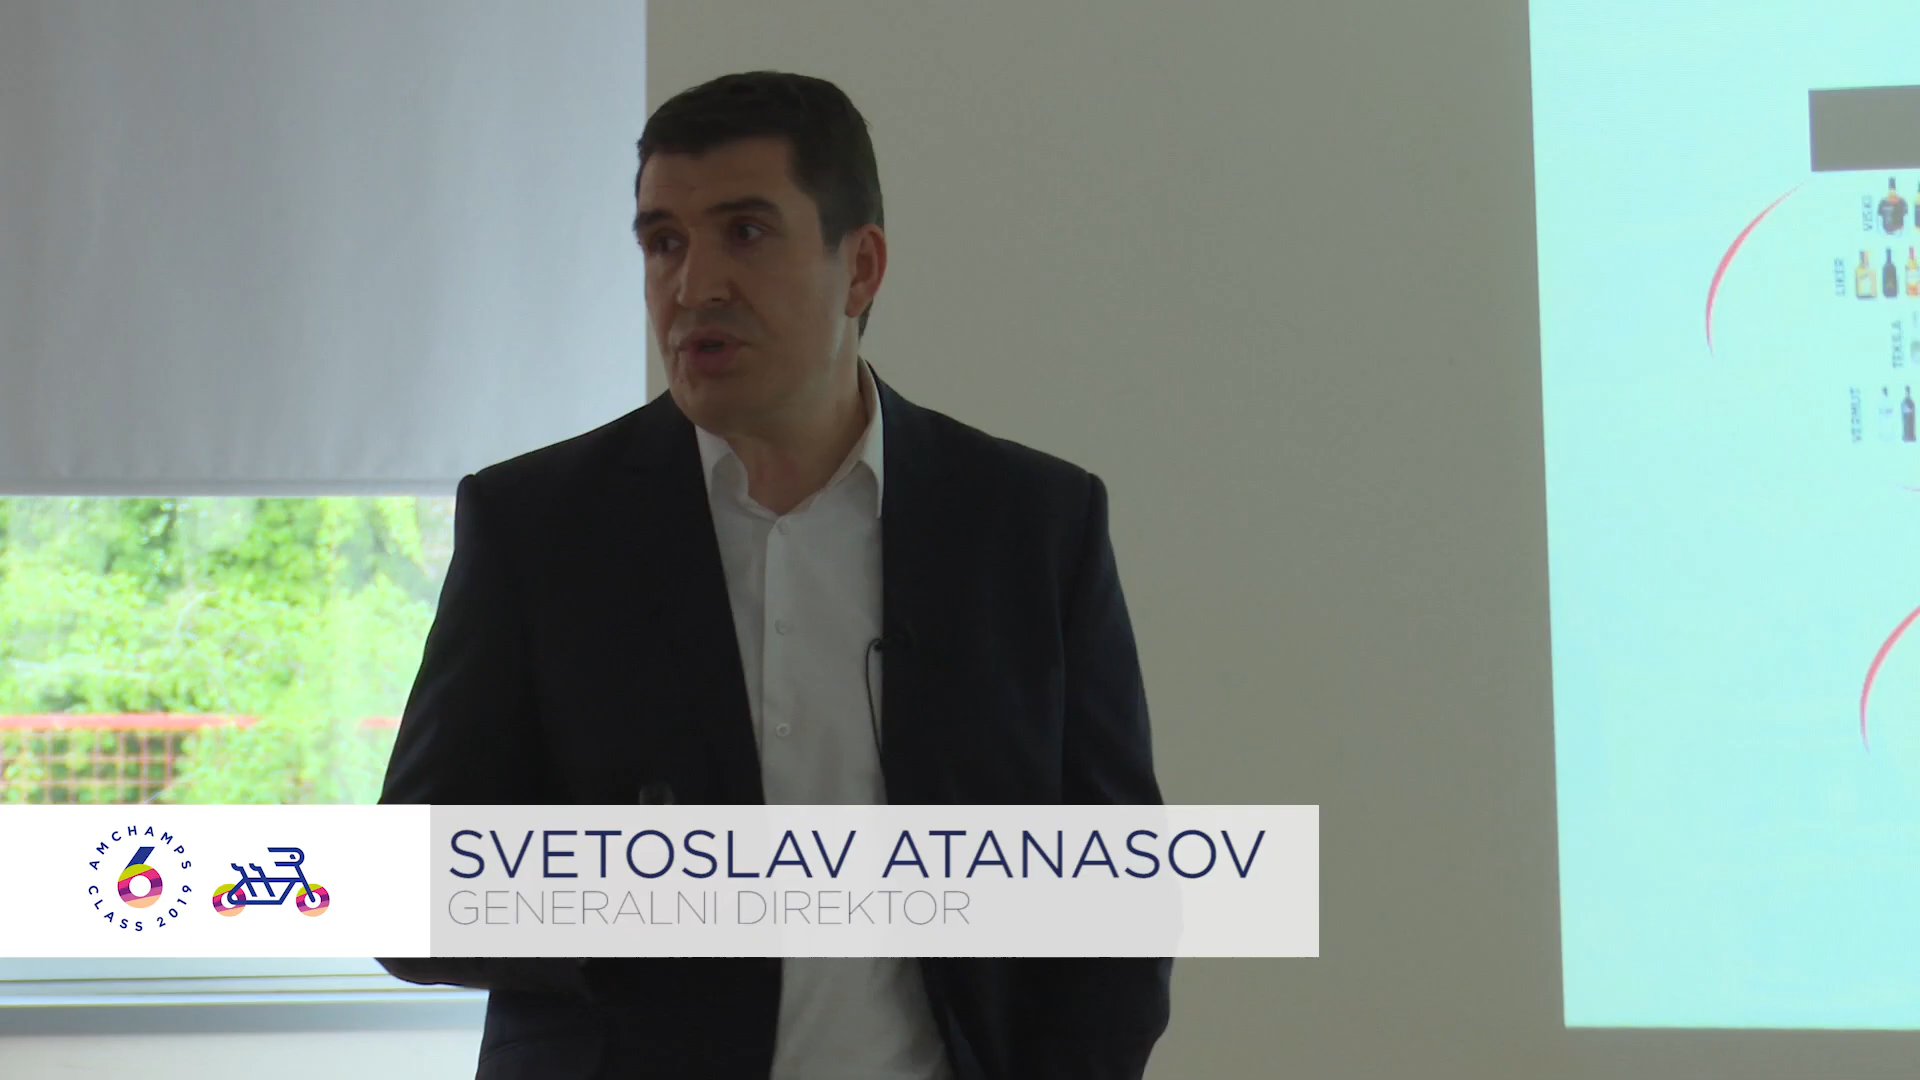 VISKI
LIKER
TEKILA
VERMUT
AMCHAMPS
CLASS 2019
6
SVETOSLAV ATANASOV
GENERALNI DIREKTOR